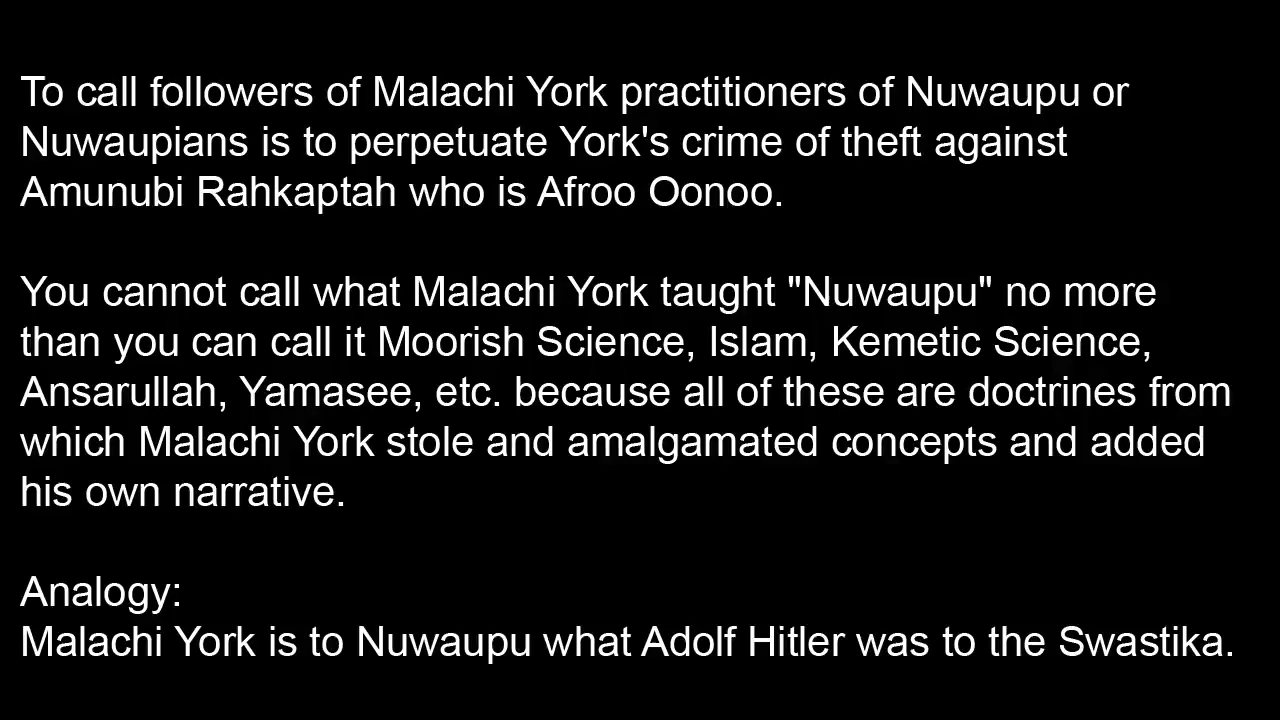 To call followers of Malachi York practitioners of Nuwaupu or
Nuwaupians is to perpetuate York's crime of theft against
Amunubi Rahkaptah who is Afroo Oonoo.
You cannot call what Malachi York taught "Nuwaupu" no more
than you can call it Moorish Science, Islam, Kemetic Science,
Ansarullah, Yamasee, etc. because all of these are doctrines from
which Malachi York stole and amalgamated concepts and added
his own narrative.
Analogy:
Malachi York is to Nuwaupu what Adolf Hitler was to the Swastika.